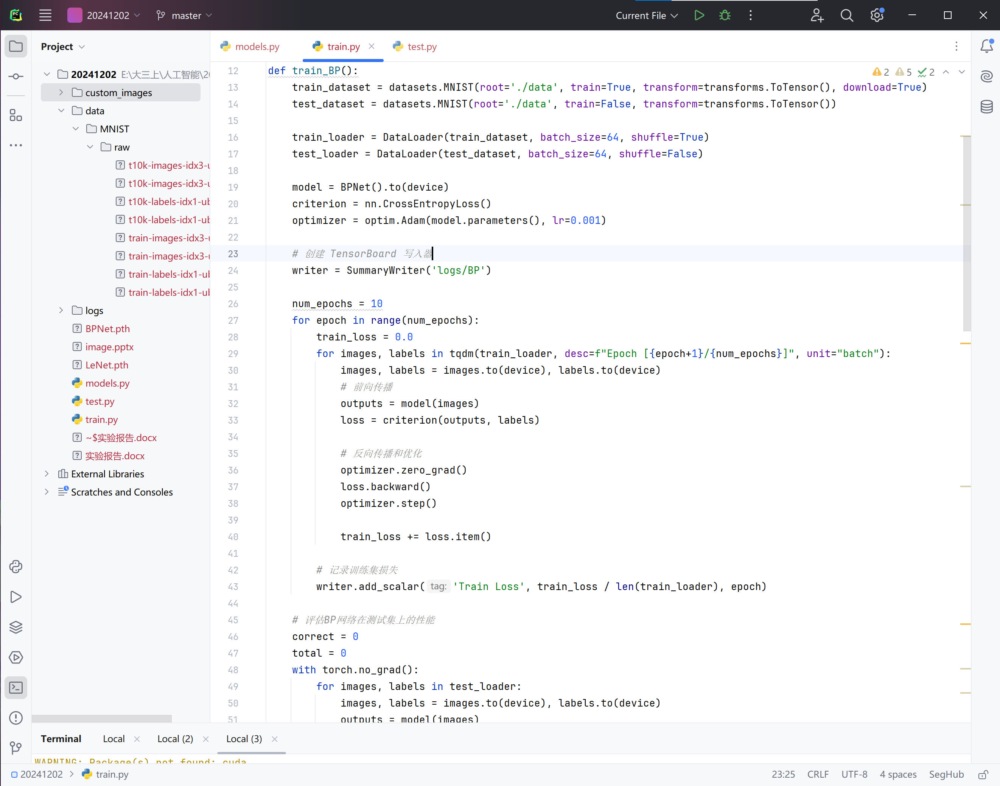 PC
20241202
master
Current File
Project
20241202 E:\大三上\人工智能\20
custom_images
data
MNIST
raw
t10k-images-idx3-u
t10k-images-idx3-u
t10k-labels-idx1-ub
t10k-labels-idx1-ub
train-images-idx3-u
train-images-idx3-u
train-labels-idx1-ub
train-labels-idx1-ub
logs
BPNet.pth
image.pptx
LeNet.pth
models.py
test.py
train.py
~$实验报告.docx
实验报告.docx
External Libraries
Scratches and Consoles
models.py
train.py
test.py
2 5 2
12 def train_BP():
13 train_dataset = datasets.MNIST(root='./data', train=True, transform=transforms.ToTensor(), download=True)
14 test_dataset = datasets.MNIST(root='./data', train=False, transform=transforms.ToTensor())
15
16 train_loader = DataLoader(train_dataset, batch_size=64, shuffle=True)
17 test_loader = DataLoader(test_dataset, batch_size=64, shuffle=False)
18
19 model = BPNet().to(device)
20 criterion = nn.CrossEntropyLoss()
21 optimizer = optim.Adam(model.parameters(), lr=0.001)
22
23 # 创建 TensorBoard 写入器
24 writer = SummaryWriter('logs/BP')
25
26 num_epochs = 10
27 for epoch in range(num_epochs):
28 train_loss = 0.0
29 for images, labels in tqdm(train_loader, desc=f"Epoch [{epoch+1}/{num_epochs}]", unit="batch"):
30 images, labels = images.to(device), labels.to(device)
31 # 前向传播
32 outputs = model(images)
33 loss = criterion(outputs, labels)
34
35 # 反向传播和优化
36 optimizer.zero_grad()
37 loss.backward()
38 optimizer.step()
39
40 train_loss += loss.item()
41
42 # 记录训练集损失
43 writer.add_scalar( tag: 'Train Loss', train_loss / len(train_loader), epoch)
44
45 # 评估BP网络在测试集上的性能
46 correct = 0
47 total = 0
48 with torch.no_grad():
49 for images, labels in test_loader:
50 images, labels = images.to(device), labels.to(device)
51 outputs = model(images)
Terminal
Local
Local (2)
Local (3)
WARNING: Package(s) not found: cuda
20241202 > train.py
23:25
CRLF
UTF-8
4 spaces
SegHub